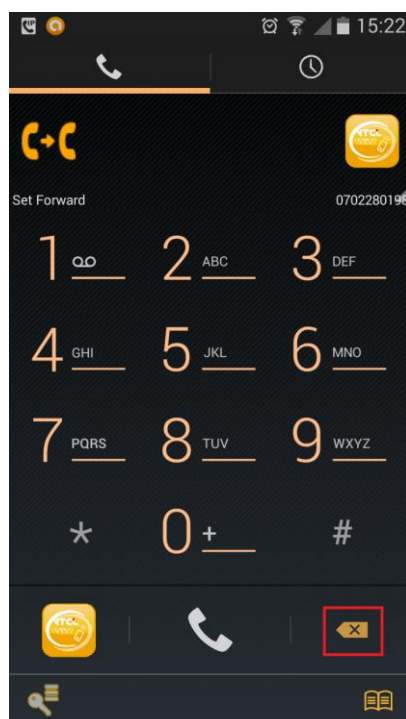 15:22
Set Forward 0702280198
1 2 ABC 3 DEF
4 GHI 5 JKL 6 MNO
7 PQRS 8 TUV 9 WXYZ
* 0 + #